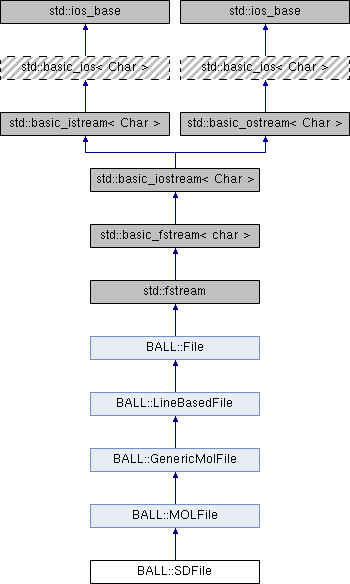 std::ios_base
std::ios_base
std::basic_ios< Char >
std::basic_ios< Char >
std::basic_istream< Char >
std::basic_ostream< Char >
std::basic_iostream< Char >
std::basic_fstream< char >
std::fstream
BALL::File
BALL::LineBasedFile
BALL::GenericMolFile
BALL::MOLFile
BALL::SDFile